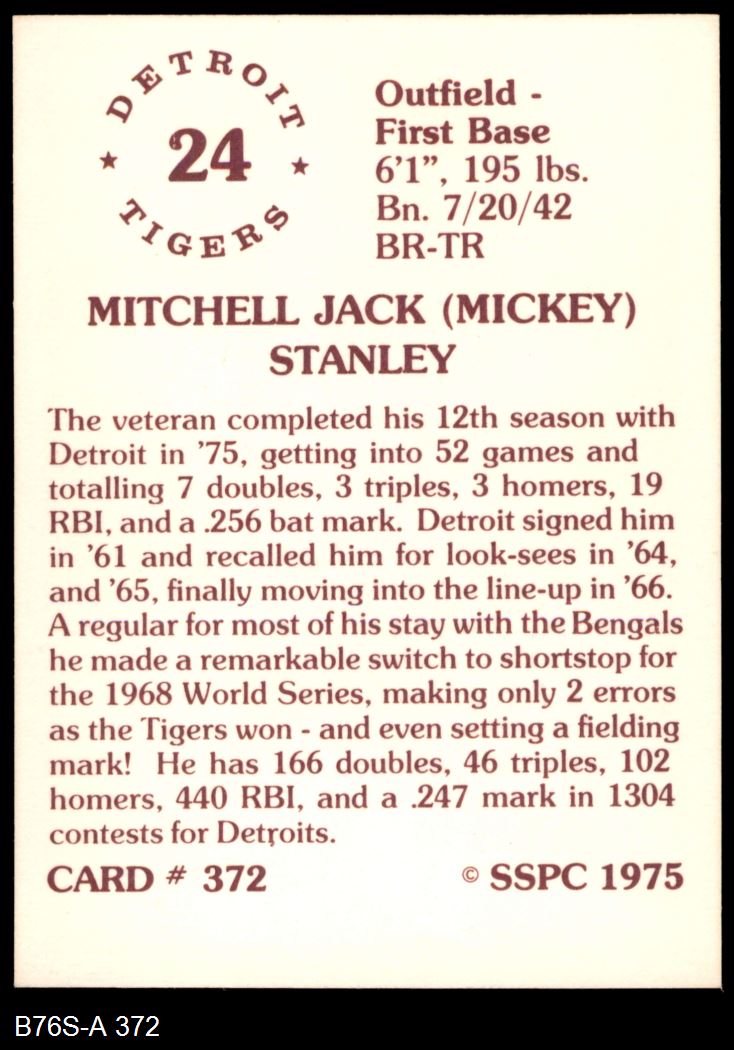 DETROIT
★ 24 ★
TIGERS
Outfield -
First Base
6'1", 195 lbs.
Bn. 7/20/42
BR-TR
MITCHELL JACK (MICKEY)
STANLEY
The veteran completed his 12th season with
Detroit in '75, getting into 52 games and
totalling 7 doubles, 3 triples, 3 homers, 19
RBI, and a .256 bat mark. Detroit signed him
in '61 and recalled him for look-sees in '64,
and '65, finally moving into the line-up in '66.
A regular for most of his stay with the Bengals
he made a remarkable switch to shortstop for
the 1968 World Series, making only 2 errors
as the Tigers won - and even setting a fielding
mark! He has 166 doubles, 46 triples, 102
homers, 440 RBI, and a .247 mark in 1304
contests for Detroits.
CARD # 372
© SSPC 1975
B76S-A 372